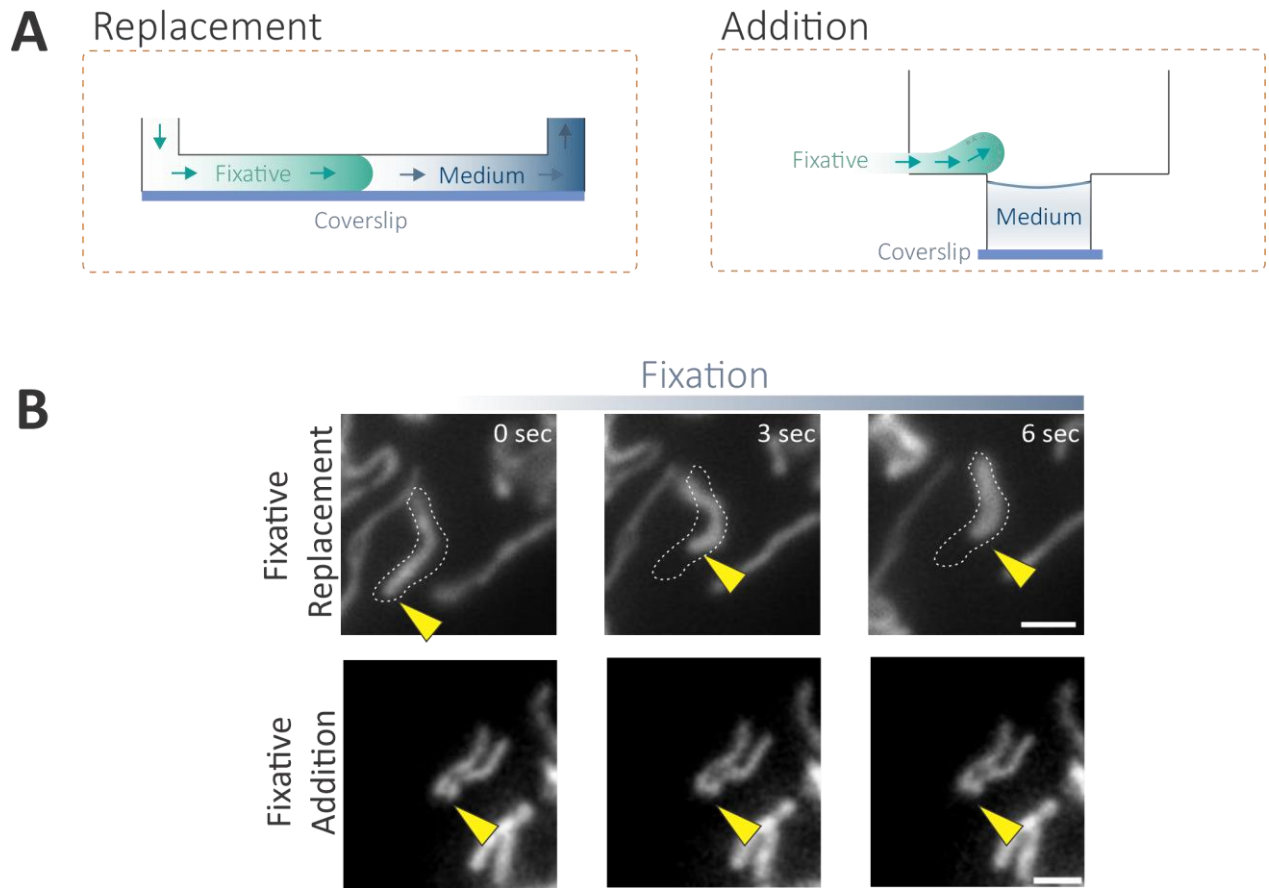 A
Replacement
Addition
Fixative
Medium
Coverslip
Fixative
Medium
Coverslip
B
Fixation
Fixative
Replacement
0 sec
3 sec
6 sec
Fixative
Addition